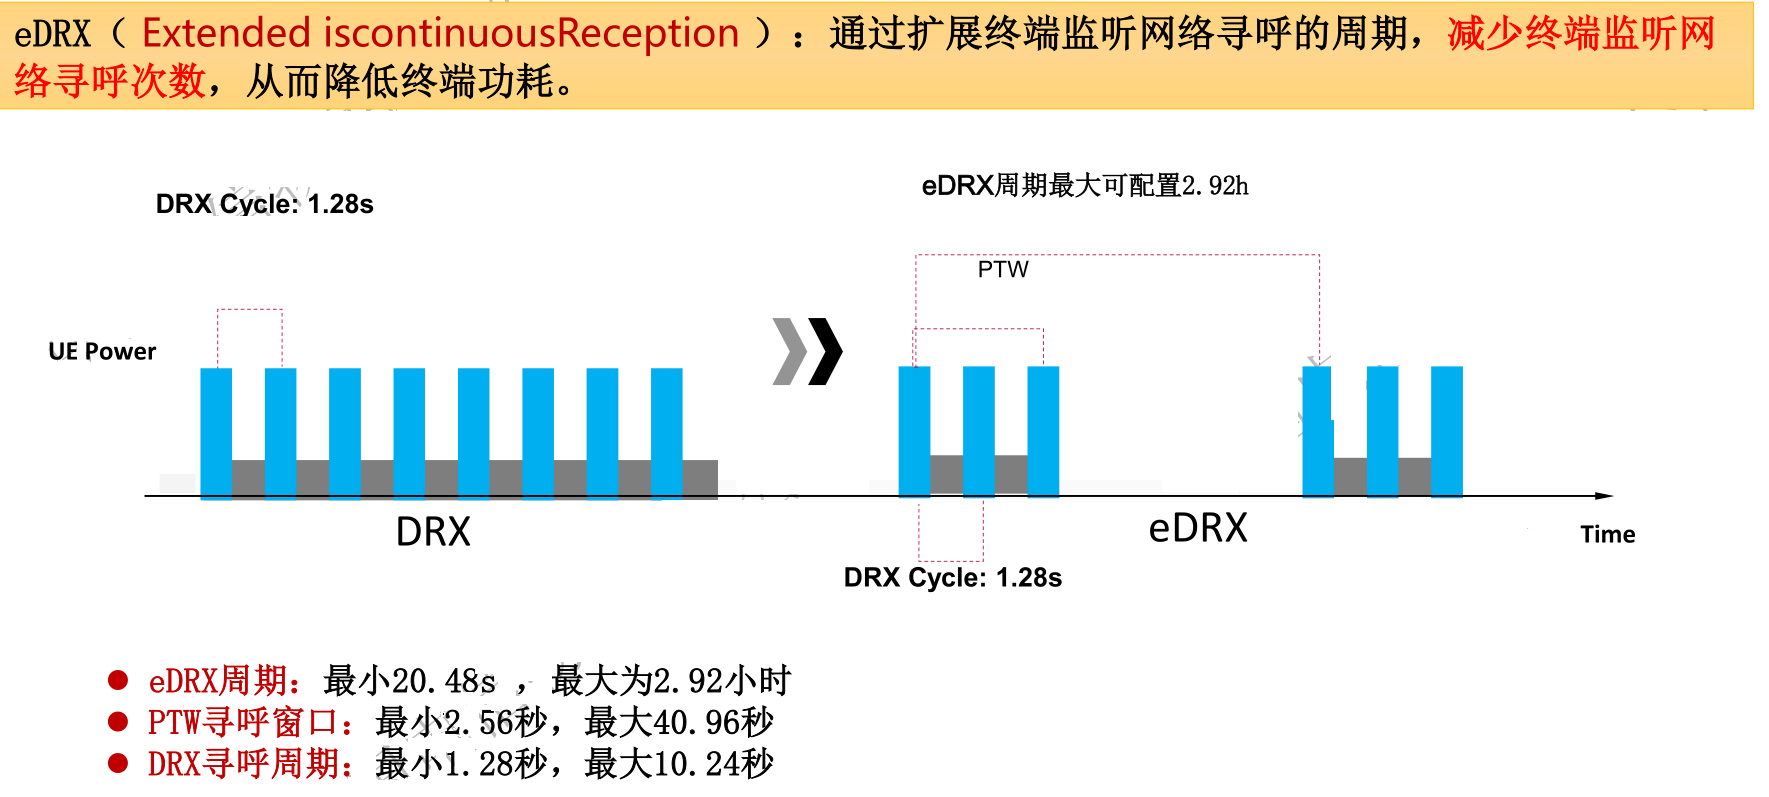 eDRX（ Extended iscontinuousReception ）：通过扩展终端监听网络寻呼的周期，减少终端监听网
络寻呼次数，从而降低终端功耗。
DRX Cycle: 1.28s
eDRX周期最大可配置2.92h
PTW
UE Power
DRX
eDRX
Time
DRX Cycle: 1.28s
eDRX周期：最小20.48s ，最大为2.92小时
PTW寻呼窗口：最小2.56秒，最大40.96秒
DRX寻呼周期：最小1.28秒，最大10.24秒